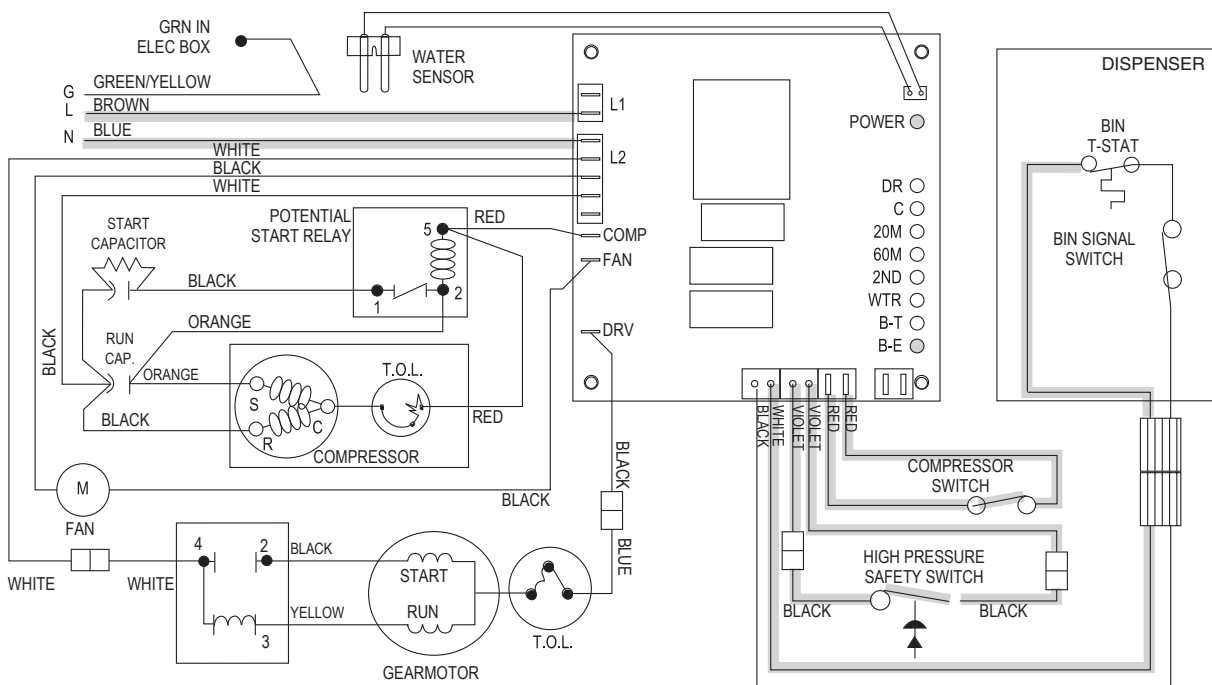 GRN IN
ELEC BOX
G GREEN/YELLOW
L BROWN
N BLUE
WHITE
BLACK
WHITE
WATER
SENSOR
L1
L2
COMP
FAN
DRV
POWER
DR
C
20M
60M
2ND
WTR
B-T
B-E
DISPENSER
BIN
T-STAT
BIN SIGNAL
SWITCH
START
CAPACITOR
POTENTIAL
START RELAY
5
RED
BLACK
1
2
ORANGE
BLACK
RUN
CAP.
ORANGE
BLACK
S
R
C
T.O.L.
RED
COMPRESSOR
M
FAN
BLACK
BLACK
BLUE
BLACK
WHITE
VIOLET
VIOLET
RED
RED
COMPRESSOR
SWITCH
HIGH PRESSURE
SAFETY SWITCH
BLACK
BLACK
WHITE
WHITE
4
2
3
BLACK
YELLOW
START
RUN
GEARMOTOR
T.O.L.